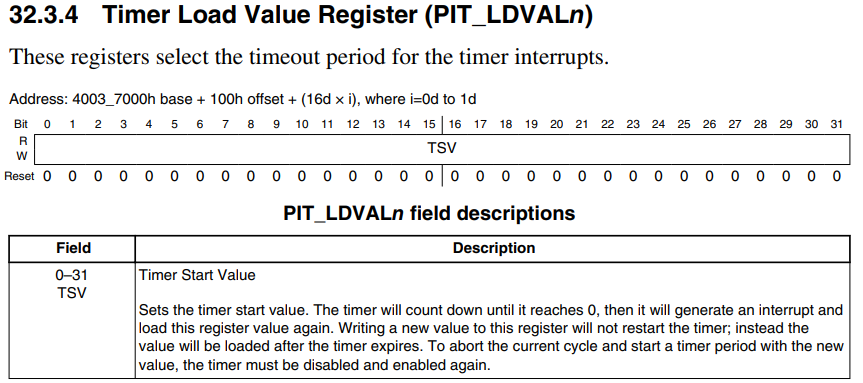 32.3.4 Timer Load Value Register (PIT_LDVALn)
These registers select the timeout period for the timer interrupts.
Address: 4003_7000h base + 100h offset + (16d × i), where i=0d to 1d
Bit 0 1 2 3 4 5 6 7 8 9 10 11 12 13 14 15 16 17 18 19 20 21 22 23 24 25 26 27 28 29 30 31
R
TSV
W
Reset 0 0 0 0 0 0 0 0 0 0 0 0 0 0 0 0 0 0 0 0 0 0 0 0 0 0 0 0 0 0 0 0
PIT_LDVALn field descriptions
Field Description
0–31 Timer Start Value
TSV
Sets the timer start value. The timer will count down until it reaches 0, then it will generate an interrupt and
load this register value again. Writing a new value to this register will not restart the timer; instead the
value will be loaded after the timer expires. To abort the current cycle and start a timer period with the new
value, the timer must be disabled and enabled again.